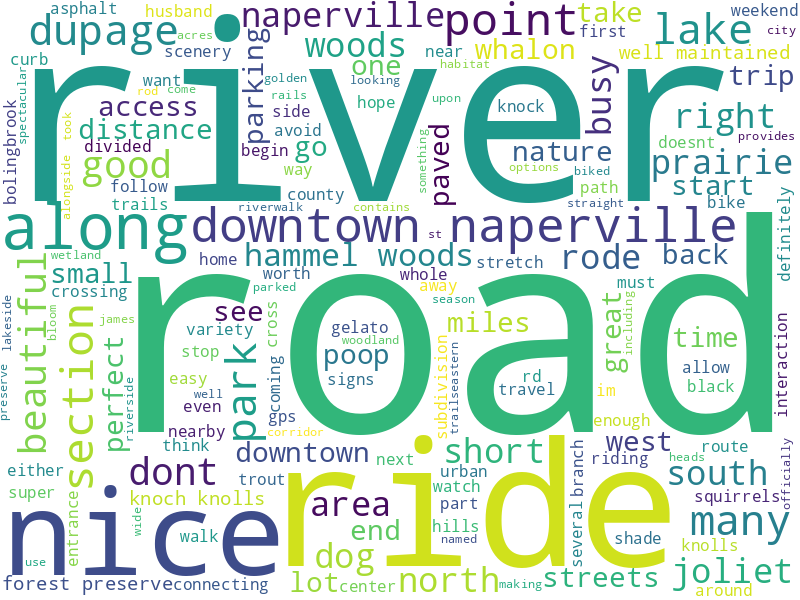 asphalt
husband
naperville
point
take
weekend
dupage
scenery
woods
near
first
city
acres
lake
curb
parking
one
whalon
well maintained
spectacular
want
rod
come
golden
rails
habitat
looking
river
busy
trip
bolingbrook
access
hope
upon
knock
right
distance
side
avoid
paved
doesnt
divided
good
begin
go
way
something
nature
prairie
options
biked
path
start
alongside
took
follow
county
trails
riverwalk
contains
straight
bike
provides
along
downtown naperville
st
definitely
home
hammel woods
stretch
rode
back
wetland
small
worth
whole
away
must
crossing
parked
season
road
lakeside
beautiful
bloom
james
see
cross
gelato
miles
great
including
variety
woodland
time
interaction
section
perfect
stop
park
poop
subdivision
trailseastern
allow
preserve
riverside
easy
signs
rd
travel
black
well
even
upcoming
gps
im
enough
nearby
corridor
think
downtown
short
west
route
either
dont
next
urban
riding
heads
super
entrance
knoch knolls
trout
watch
several
branch
south
officially
squirrels
nice
wide
area
part
ride
hills
many
walk
end
named
shade
knolls
use
dog
forest preserve
connecting
lot
center
north
making
streets
joliet
around